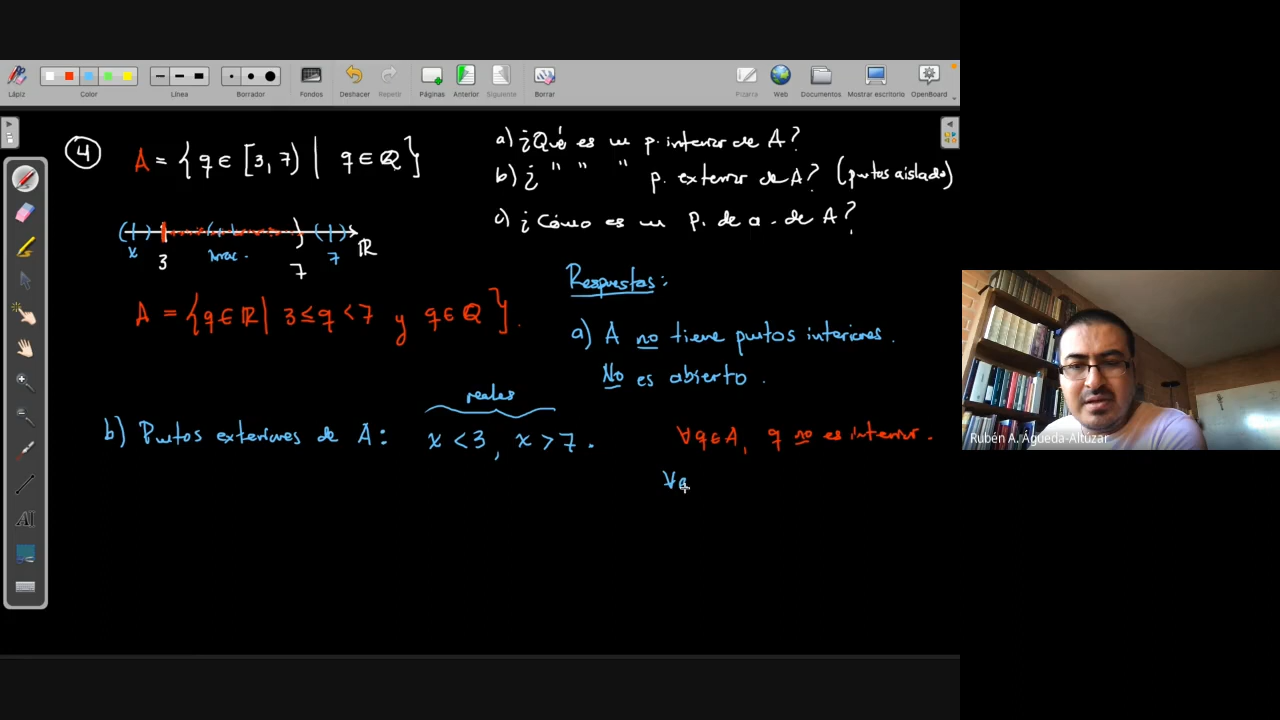 Lápiz Color Línea Borrador Fondos Deshacer Repetir Páginas Anterior Siguiente Borrar Pizarra Web Documentos Mostrar escritorio OpenBoard
④ A = {q ∈ [3, 7) | q ∈ ℚ}
a) ¿Qué es un p. interior de A?
b) ¿ " " " p. exterior de A? (puntos aislado)
c) ¿Cómo es un p. de a. de A?
x 3 irrac. 7 7 ℝ
A = {q ∈ ℝ | 3 ≤ q < 7 y q ∈ ℚ}.
Respuestas:
a) A no tiene puntos interiores.
No es abierto.
reales
b) Puntos exteriores de A: x < 3, x > 7.
∀q∈A, q no es interior.
∀q
Rubén A. Águeda-Altúzar